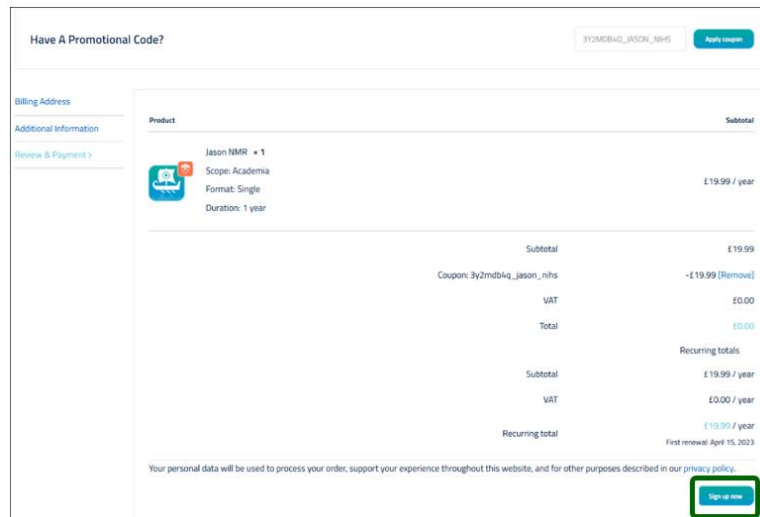 Have A Promotional Code?
3Y2MDB4Q_JASON_NIHS
Apply coupon
Billing Address
Additional Information
Review & Payment >
Product Subtotal
Jason NMR × 1
Scope: Academia
Format: Single
Duration: 1 year
£19.99 / year
Subtotal £19.99
Coupon: 3y2mdb4q_jason_nihs -£19.99 [Remove]
VAT £0.00
Total £0.00
Recurring totals
Subtotal £19.99 / year
VAT £0.00 / year
Recurring total £19.99 / year
First renewal: April 15, 2023
Your personal data will be used to process your order, support your experience throughout this website, and for other purposes described in our privacy policy.
Sign up now